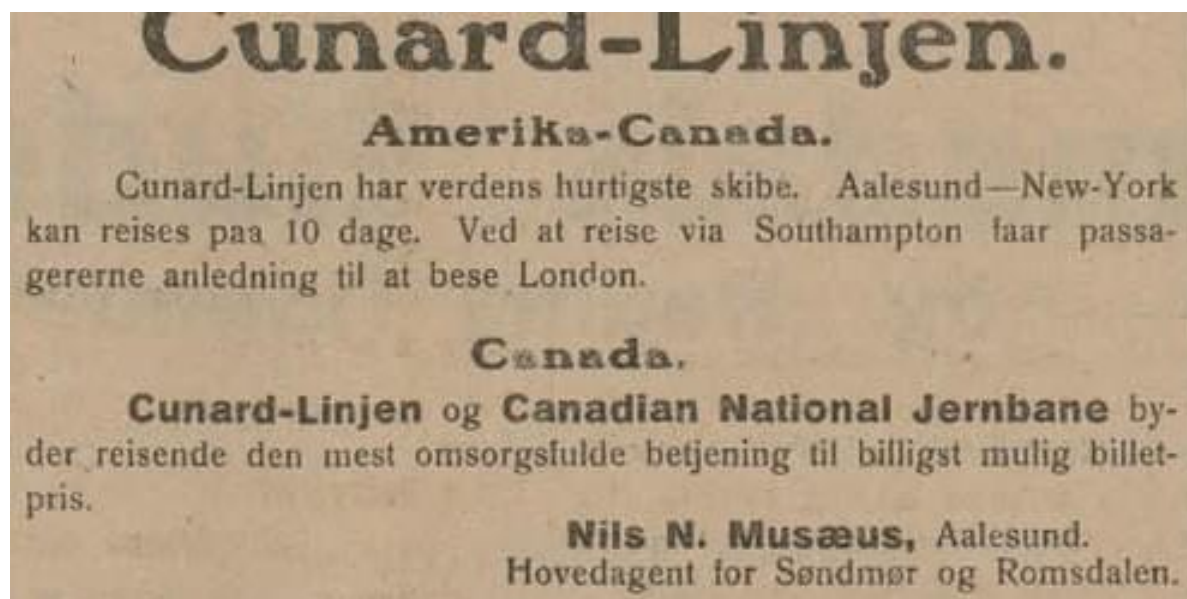 Cunard-Linjen.
Amerika-Canada.
Cunard-Linjen har verdens hurtigste skibe. Aalesund—New-York
kan reises paa 10 dage. Ved at reise via Southampton faar passa-
gererne anledning til at bese London.
Canada.
Cunard-Linjen og Canadian National Jernbane by-
der reisende den mest omsorgsfulde betjening til billigst mulig billet-
pris.
Nils N. Musæus, Aalesund.
Hovedagent for Søndmør og Romsdalen.